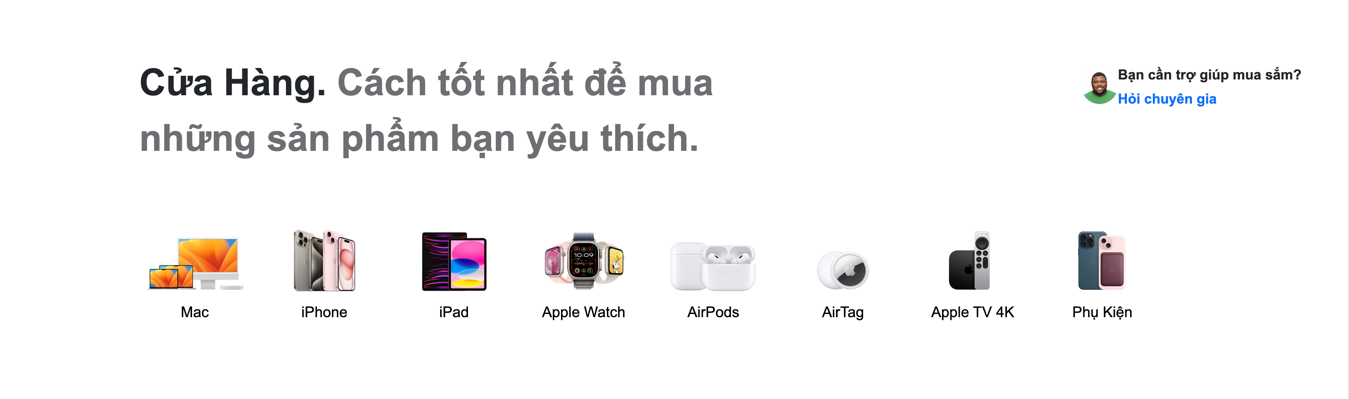 Cửa Hàng. Cách tốt nhất để mua
những sản phẩm bạn yêu thích.
Bạn cần trợ giúp mua sắm?
Hỏi chuyên gia
Mac
iPhone
iPad
Apple Watch
AirPods
AirTag
Apple TV 4K
Phụ Kiện